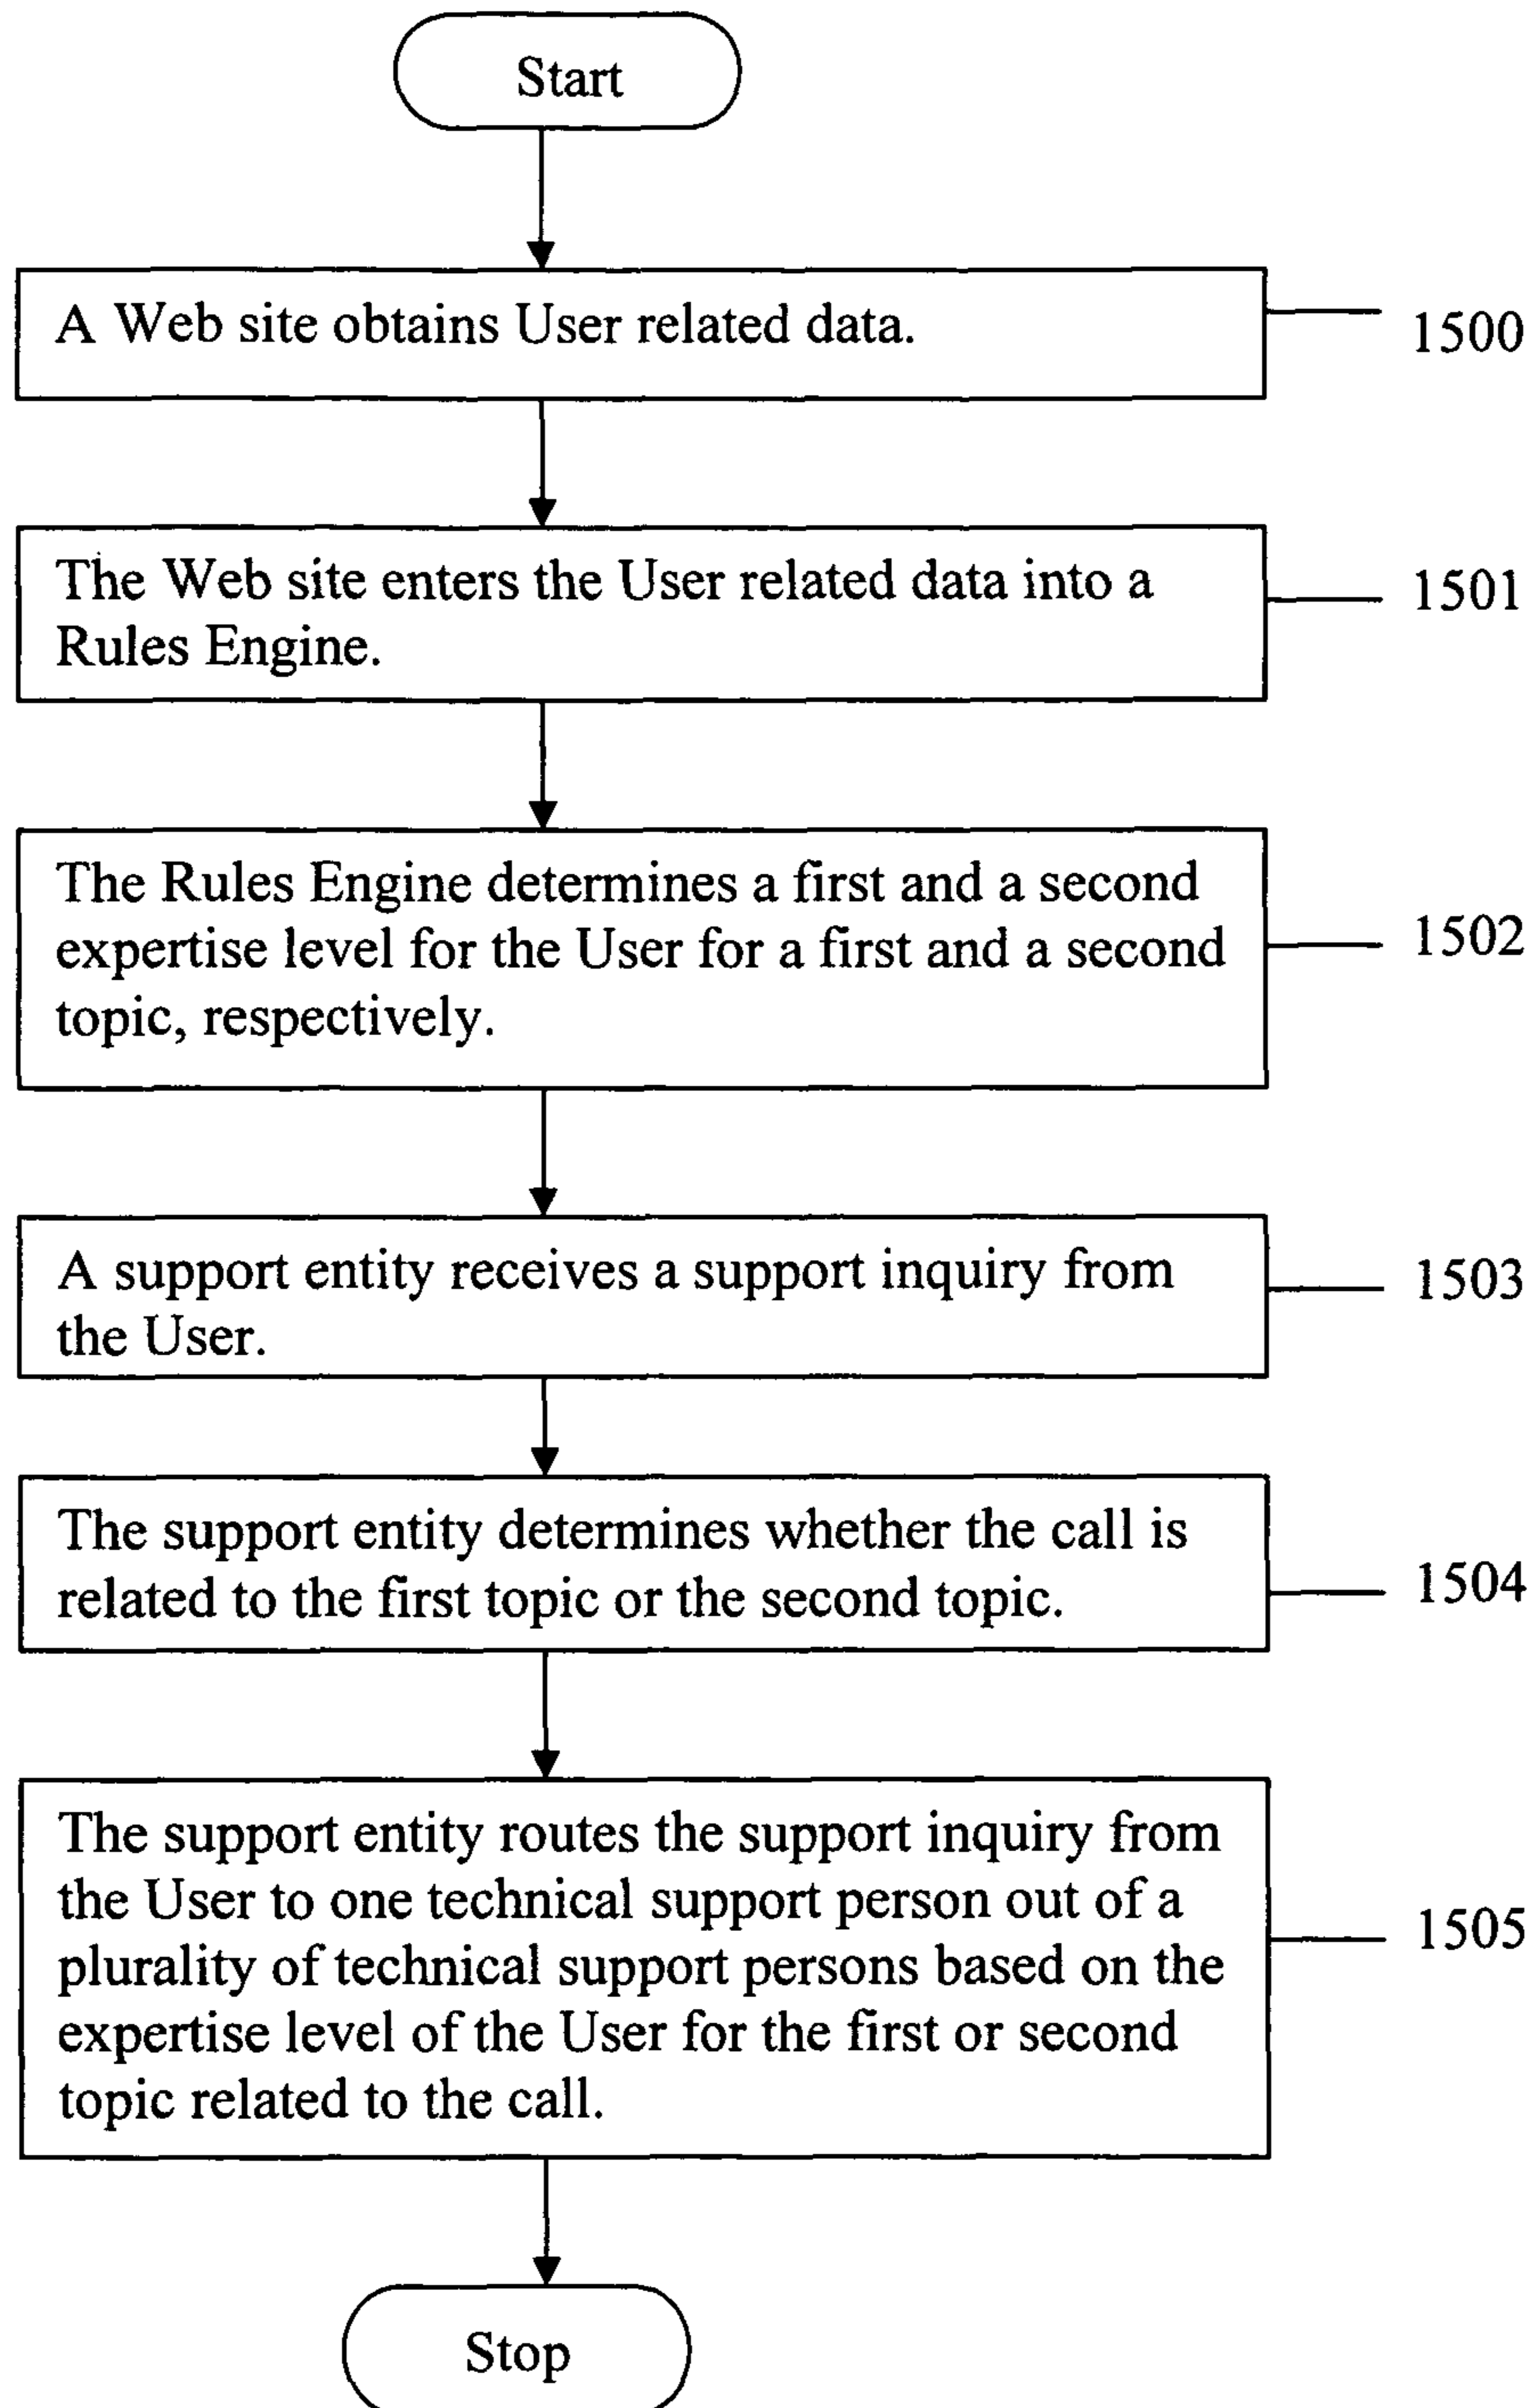 Start
A Web site obtains User related data.
1500
The Web site enters the User related data into a
Rules Engine.
1501
The Rules Engine determines a first and a second
expertise level for the User for a first and a second
topic, respectively.
1502
A support entity receives a support inquiry from
the User.
1503
The support entity determines whether the call is
related to the first topic or the second topic.
1504
The support entity routes the support inquiry from
the User to one technical support person out of a
plurality of technical support persons based on the
expertise level of the User for the first or second
topic related to the call.
1505
Stop